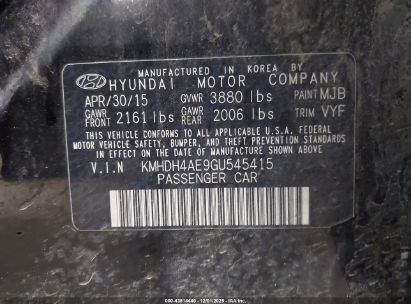 MANUFACTURED IN KOREA BY
HYUNDAI MOTOR COMPANY
APR/30/15 GVWR 3880 lbs PAINT MJB
GAWR FRONT 2161 lbs GAWR REAR 2006 lbs TRIM VYF
THIS VEHICLE CONFORMS TO ALL APPLICABLE U.S.A. FEDERAL
MOTOR VEHICLE SAFETY, BUMPER, AND THEFT PREVENTION STANDARDS
IN EFFECT ON THE DATE OF MANUFACTURE SHOWN ABOVE.
V.I.N KMHDH4AE9GU545415
PASSENGER CAR